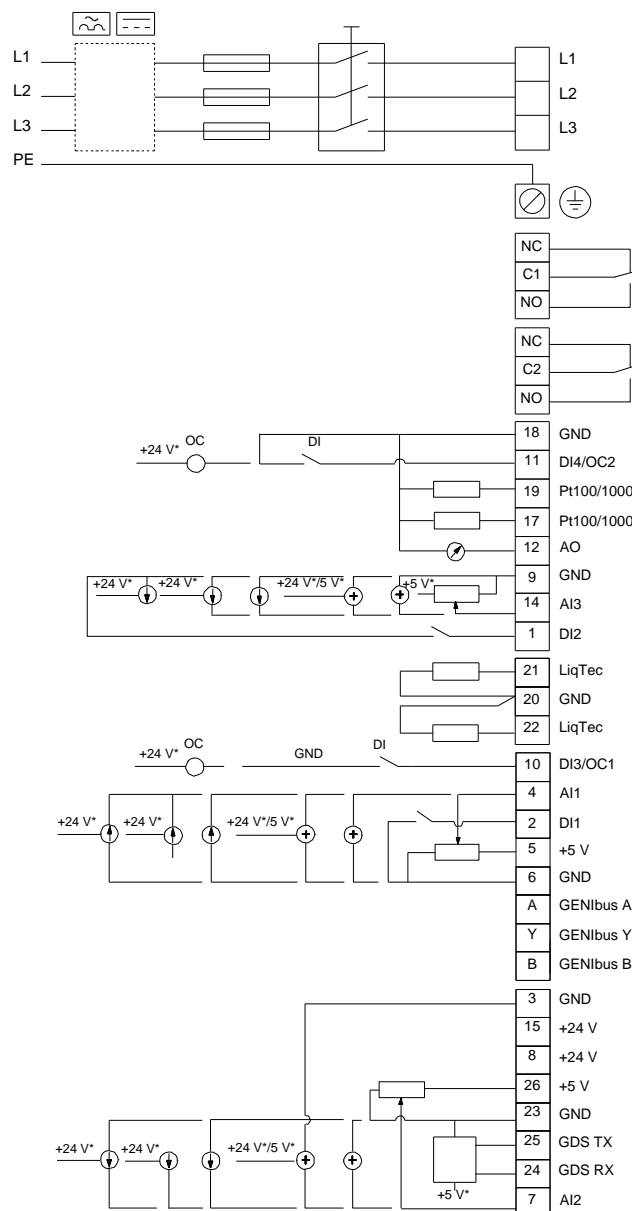 L1 L1
L2 L2
L3 L3
PE
NC
C1
NO
NC
C2
NO
18 GND
+24 V* OC DI 11 DI4/OC2
19 Pt100/1000
17 Pt100/1000
12 AO
9 GND
+24 V* +24 V* +24 V*/5 V* +5 V*
14 AI3
1 DI2
21 LiqTec
20 GND
22 LiqTec
+24 V* OC GND DI 10 DI3/OC1
4 AI1
+24 V* +24 V* +24 V*/5 V* 2 DI1
5 +5 V
6 GND
A GENIbus A
Y GENIbus Y
B GENIbus B
3 GND
15 +24 V
8 +24 V
26 +5 V
23 GND
25 GDS TX
+24 V* +24 V* +24 V*/5 V*
24 GDS RX
+5 V*
7 AI2